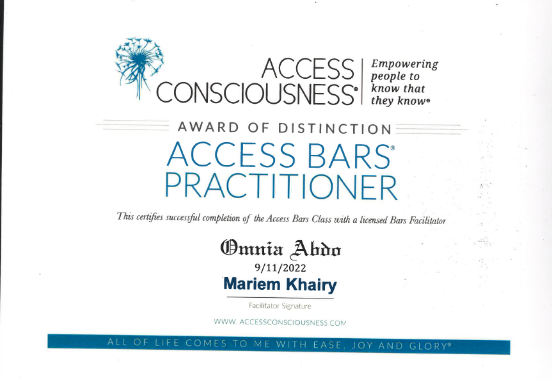 ACCESS
CONSCIOUSNESS®
Empowering
people to
know that
they know®
AWARD OF DISTINCTION
ACCESS BARS®
PRACTITIONER
This certifies successful completion of the Access Bars Class with a licensed Bars Facilitator
Omnia Abdo
9/11/2022
Mariem Khairy
Facilitator Signature
WWW. ACCESSCONSCIOUSNESS.COM
ALL OF LIFE COMES TO ME WITH EASE, JOY AND GLORY®